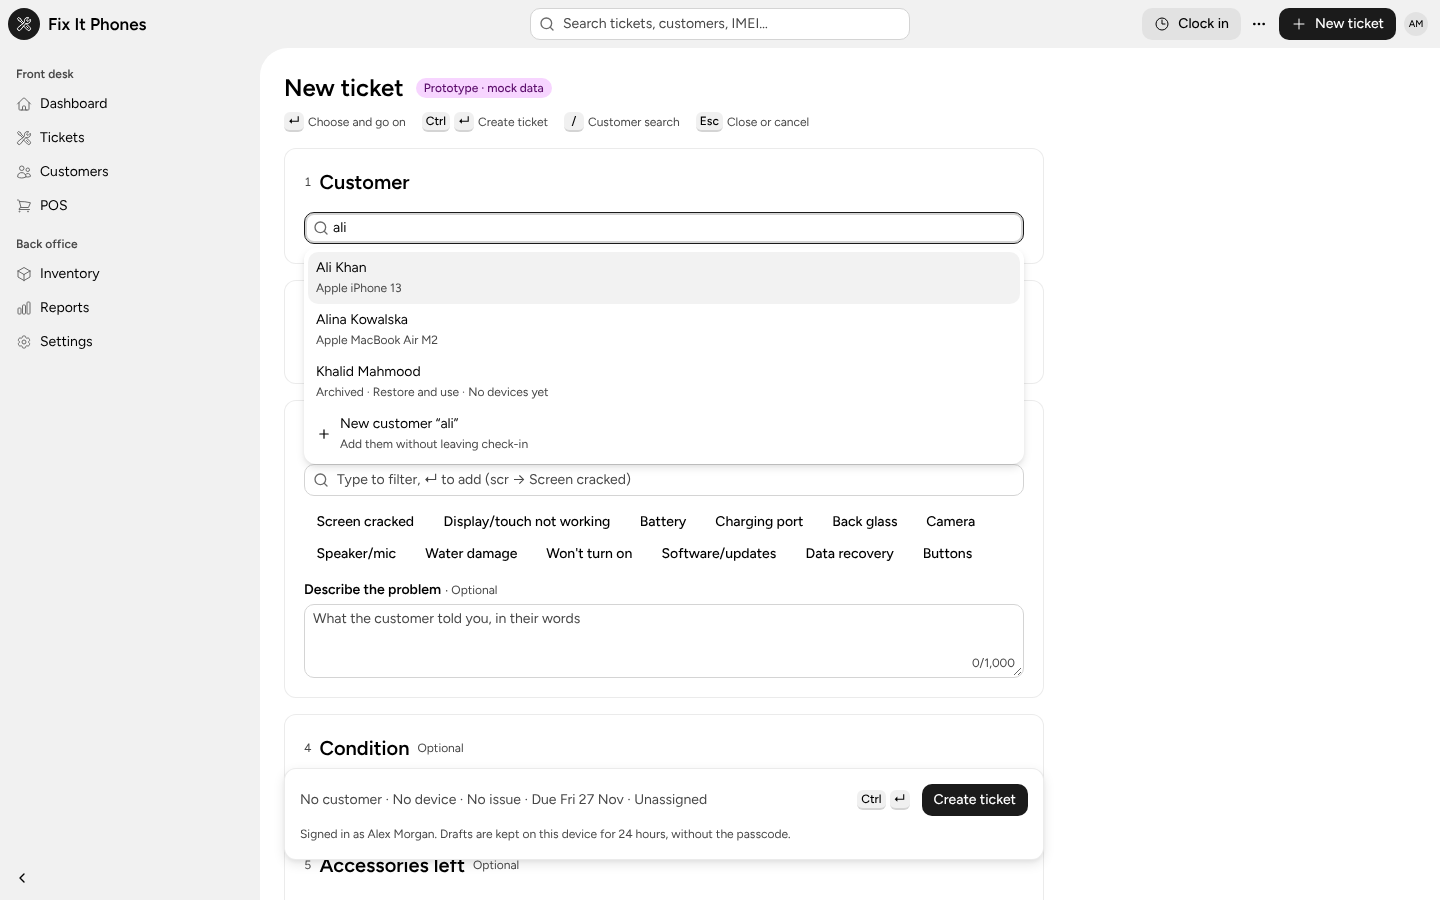 Fix It Phones
Search tickets, customers, IMEI...
Clock in
New ticket
AM
Front desk
Dashboard
Tickets
Customers
POS
Back office
Inventory
Reports
Settings
New ticket
Prototype · mock data
↵ Choose and go on
Ctrl ↵ Create ticket
/ Customer search
Esc Close or cancel
1 Customer
ali
Ali Khan
Apple iPhone 13
Alina Kowalska
Apple MacBook Air M2
Khalid Mahmood
Archived · Restore and use · No devices yet
New customer “ali”
Add them without leaving check-in
Type to filter, ↵ to add (scr → Screen cracked)
Screen cracked Display/touch not working Battery Charging port Back glass Camera
Speaker/mic Water damage Won't turn on Software/updates Data recovery Buttons
Describe the problem · Optional
What the customer told you, in their words
0/1,000
4 Condition Optional
No customer · No device · No issue · Due Fri 27 Nov · Unassigned
Ctrl ↵ Create ticket
Signed in as Alex Morgan. Drafts are kept on this device for 24 hours, without the passcode.
5 Accessories left Optional